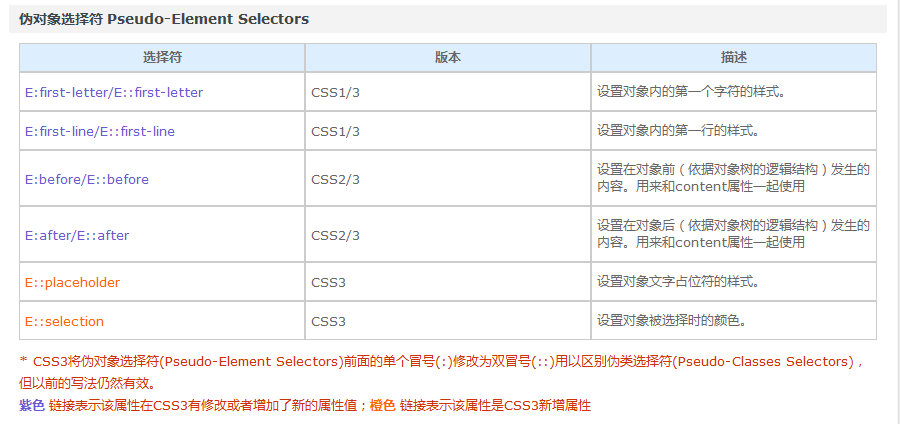 伪对象选择符 Pseudo-Element Selectors
选择符 版本 描述
E:first-letter/E::first-letter CSS1/3 设置对象内的第一个字符的样式。
E:first-line/E::first-line CSS1/3 设置对象内的第一行的样式。
E:before/E::before CSS2/3 设置在对象前（依据对象树的逻辑结构）发生的
内容。用来和content属性一起使用
E:after/E::after CSS2/3 设置在对象后（依据对象树的逻辑结构）发生的
内容。用来和content属性一起使用
E::placeholder CSS3 设置对象文字占位符的样式。
E::selection CSS3 设置对象被选择时的颜色。
* CSS3将伪对象选择符(Pseudo-Element Selectors)前面的单个冒号(:)修改为双冒号(::)用以区别伪类选择符(Pseudo-Classes Selectors)，
但以前的写法仍然有效。
紫色 链接表示该属性在CSS3有修改或者增加了新的属性值；橙色 链接表示该属性是CSS3新增属性